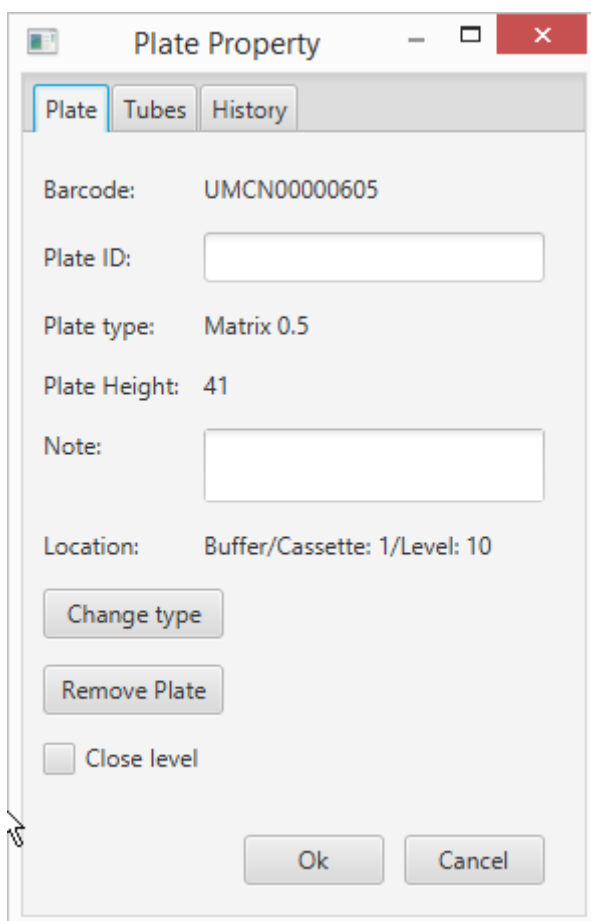 Plate Property
Plate Tubes History
Barcode: UMCN00000605
Plate ID:
Plate type: Matrix 0.5
Plate Height: 41
Note:
Location: Buffer/Cassette: 1/Level: 10
Change type
Remove Plate
Close level
Ok Cancel